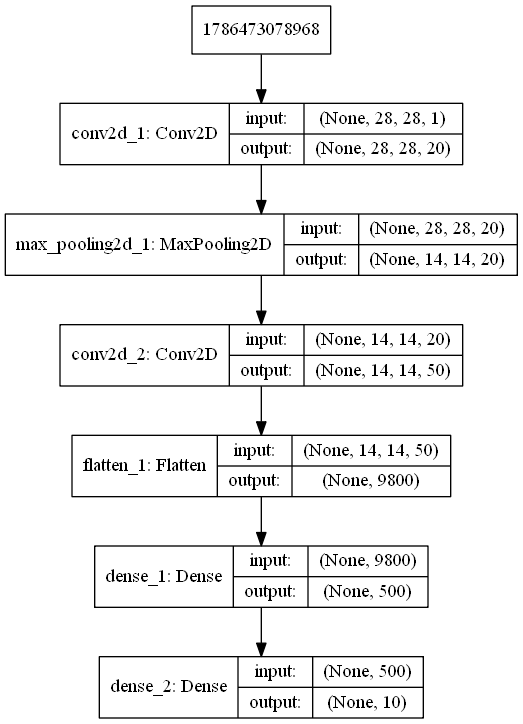 1786473078968
conv2d_1: Conv2D
input: (None, 28, 28, 1)
output: (None, 28, 28, 20)
max_pooling2d_1: MaxPooling2D
input: (None, 28, 28, 20)
output: (None, 14, 14, 20)
conv2d_2: Conv2D
input: (None, 14, 14, 20)
output: (None, 14, 14, 50)
flatten_1: Flatten
input: (None, 14, 14, 50)
output: (None, 9800)
dense_1: Dense
input: (None, 9800)
output: (None, 500)
dense_2: Dense
input: (None, 500)
output: (None, 10)